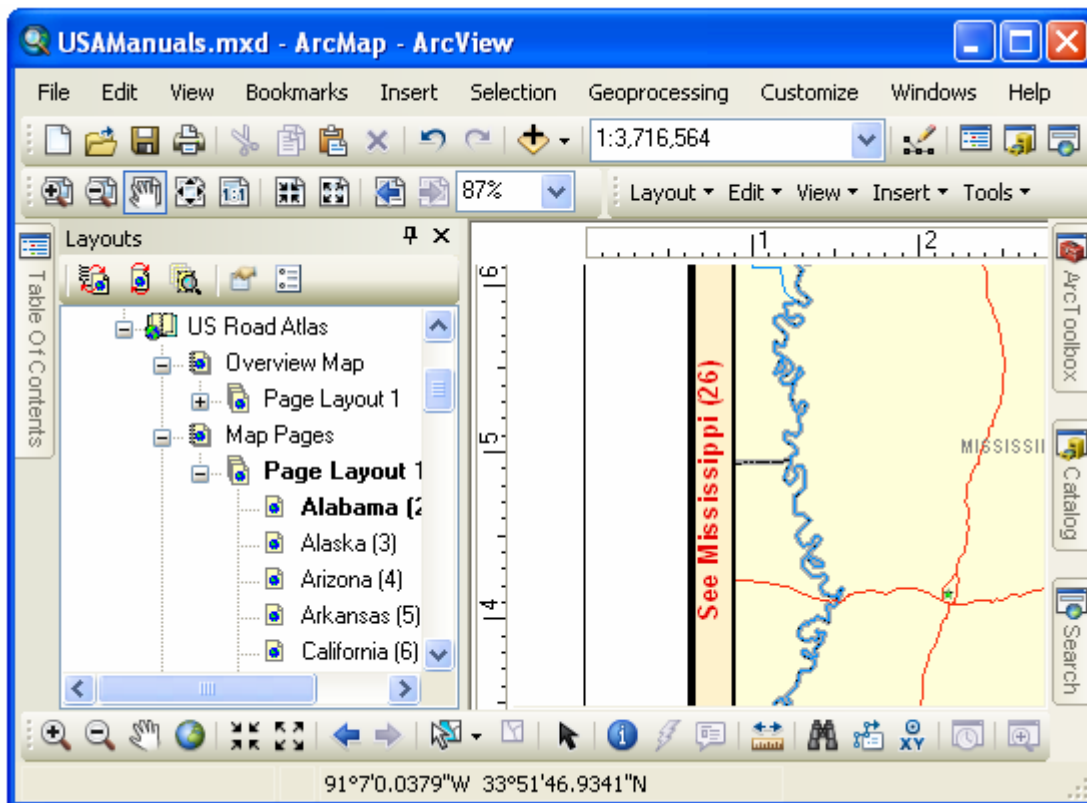 USAManuals.mxd - ArcMap - ArcView
File Edit View Bookmarks Insert Selection Geoprocessing Customize Windows Help
1:3,716,564
1:1
87%
Layout Edit View Insert Tools
Table Of Contents
Layouts
US Road Atlas
Overview Map
Page Layout 1
Map Pages
Page Layout 1
Alabama (2
Alaska (3)
Arizona (4)
Arkansas (5)
California (6)
1 2
6
5
4
See Mississippi (26)
MISSISSII
ArcToolbox
Catalog
Search
XY
91°7'0.0379"W 33°51'46.9341"N